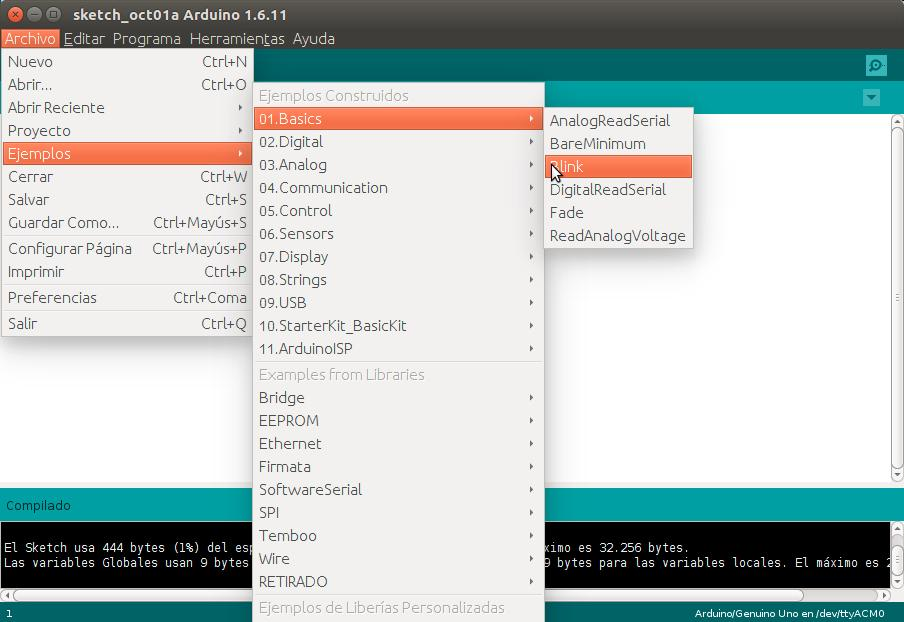 sketch_oct01a Arduino 1.6.11
Archivo Editar Programa Herramientas Ayuda
Nuevo Ctrl+N
Abrir... Ctrl+O
Abrir Reciente
Proyecto
Ejemplos
Cerrar Ctrl+W
Salvar Ctrl+S
Guardar Como... Ctrl+Mayús+S
Configurar Página Ctrl+Mayús+P
Imprimir Ctrl+P
Preferencias Ctrl+Coma
Salir Ctrl+Q
Ejemplos Construidos
01.Basics
02.Digital
03.Analog
04.Communication
05.Control
06.Sensors
07.Display
08.Strings
09.USB
10.StarterKit_BasicKit
11.ArduinoISP
Examples from Libraries
Bridge
EEPROM
Ethernet
Firmata
SoftwareSerial
SPI
Temboo
Wire
RETIRADO
Ejemplos de Liberías Personalizadas
AnalogReadSerial
BareMinimum
Blink
DigitalReadSerial
Fade
ReadAnalogVoltage
Compilado
El Sketch usa 444 bytes (1%) del es ximo es 32.256 bytes.
Las variables Globales usan 9 bytes 9 bytes para las variables locales. El máximo es 2
1 Arduino/Genuino Uno en /dev/ttyACM0